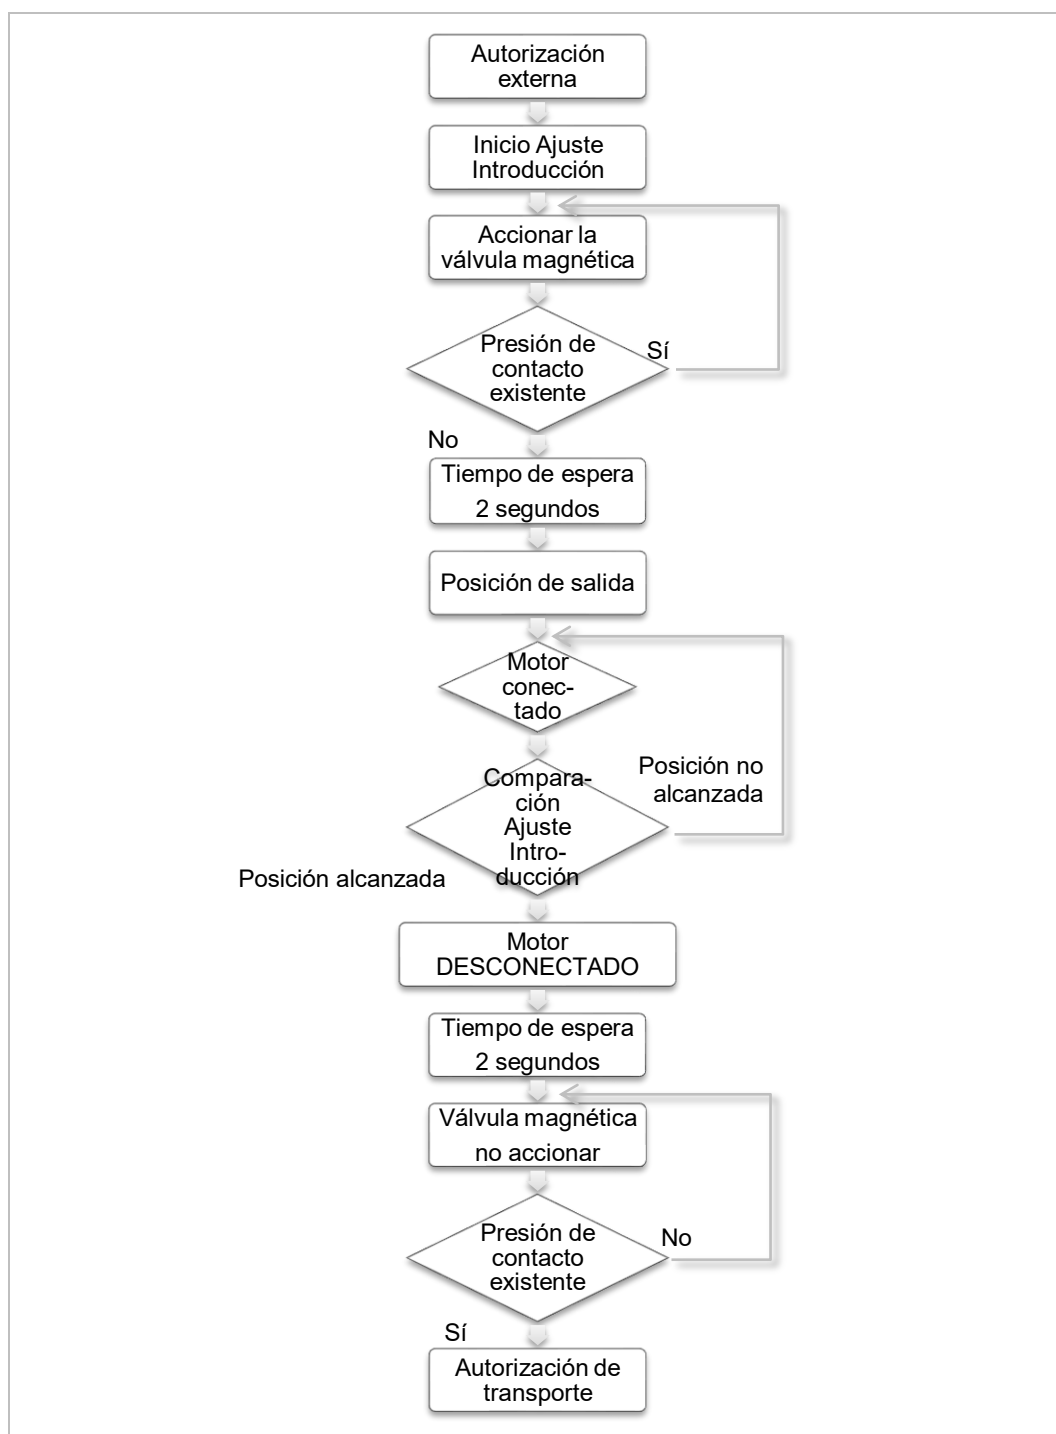 Autorización
externa
Inicio Ajuste
Introducción
Accionar la
válvula magnética
Presión de
contacto
existente
Sí
No
Tiempo de espera
2 segundos
Posición de salida
Motor
conec-
tado
Compara-
ción
Ajuste
Intro-
ducción
Posición no
alcanzada
Posición alcanzada
Motor
DESCONECTADO
Tiempo de espera
2 segundos
Válvula magnética
no accionar
Presión de
contacto
existente
No
Sí
Autorización de
transporte